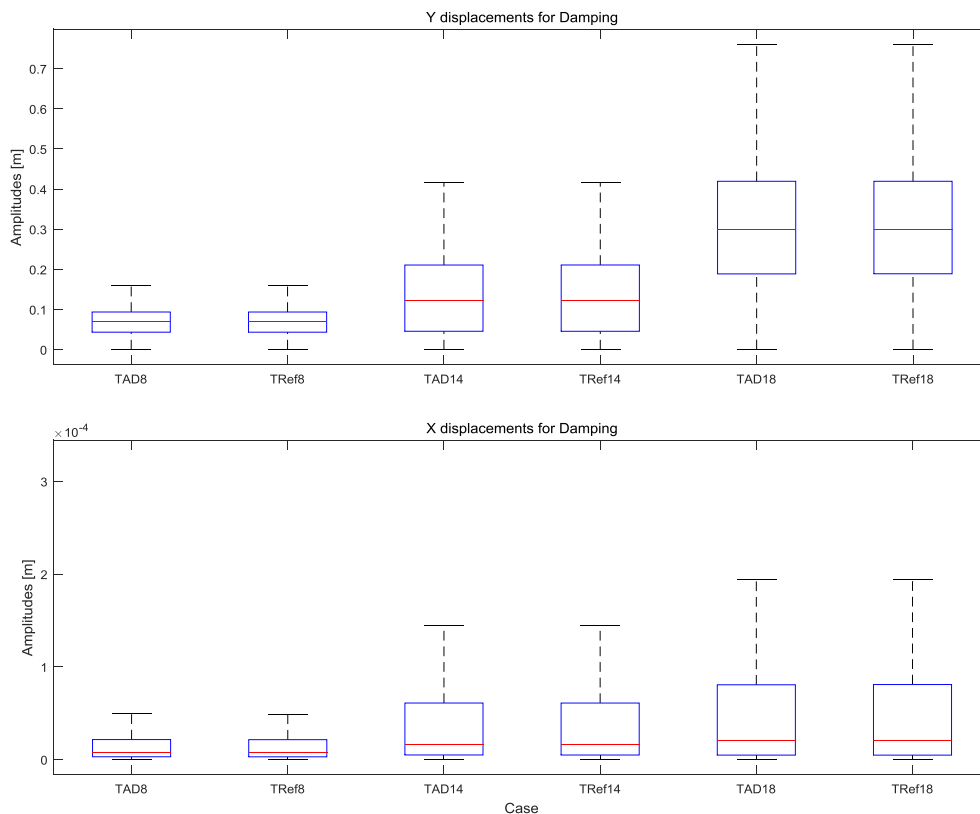 Y displacements for Damping
Amplitudes [m]
0.7
0.6
0.5
0.4
0.3
0.2
0.1
0
TAD8 TRef8 TAD14 TRef14 TAD18 TRef18
X displacements for Damping
× 10⁻⁴
Amplitudes [m]
3
2
1
0
TAD8 TRef8 TAD14 TRef14 TAD18 TRef18
Case